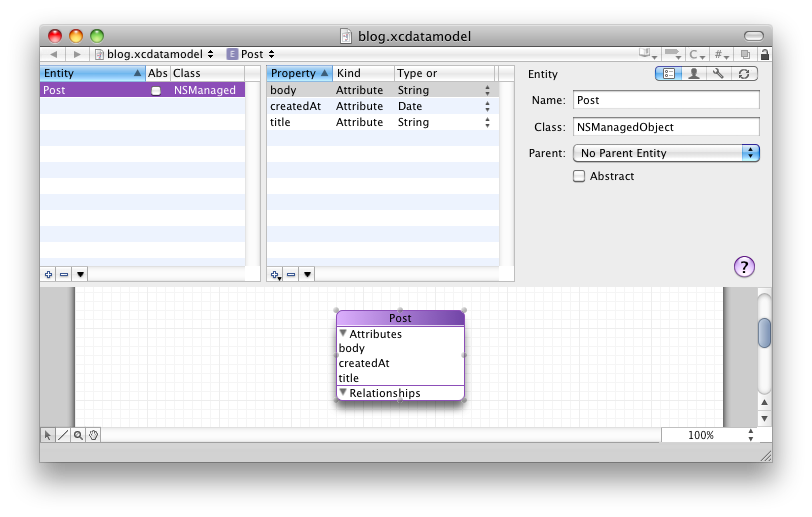 blog.xcdatamodel
blog.xcdatamodel E Post C #
Entity Abs Class
Post NSManaged
Property Kind Type or
body Attribute String
createdAt Attribute Date
title Attribute String
Entity
Name: Post
Class: NSManagedObject
Parent: No Parent Entity
Abstract
?
Post
Attributes
body
createdAt
title
Relationships
100%